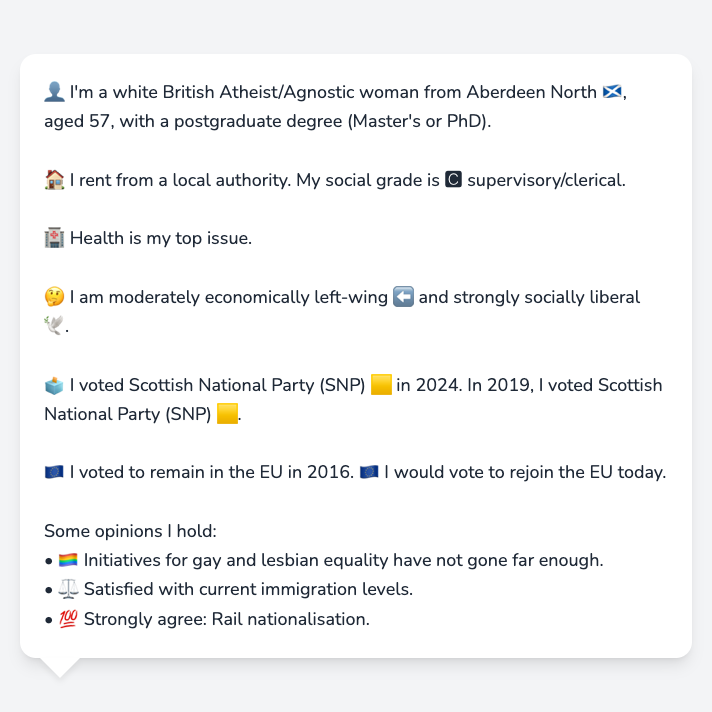 👤 I'm a white British Atheist/Agnostic woman from Aberdeen North 🏴󠁧󠁢󠁳󠁣󠁴󠁿,
aged 57, with a postgraduate degree (Master's or PhD).
🏠 I rent from a local authority. My social grade is 🅲 supervisory/clerical.
🏥 Health is my top issue.
🤔 I am moderately economically left-wing ⬅️ and strongly socially liberal
🕊️.
🗳️ I voted Scottish National Party (SNP) 🟨 in 2024. In 2019, I voted Scottish
National Party (SNP) 🟨.
🇪🇺 I voted to remain in the EU in 2016. 🇪🇺 I would vote to rejoin the EU today.
Some opinions I hold:
• 🏳️‍🌈 Initiatives for gay and lesbian equality have not gone far enough.
• ⚖️ Satisfied with current immigration levels.
• 💯 Strongly agree: Rail nationalisation.